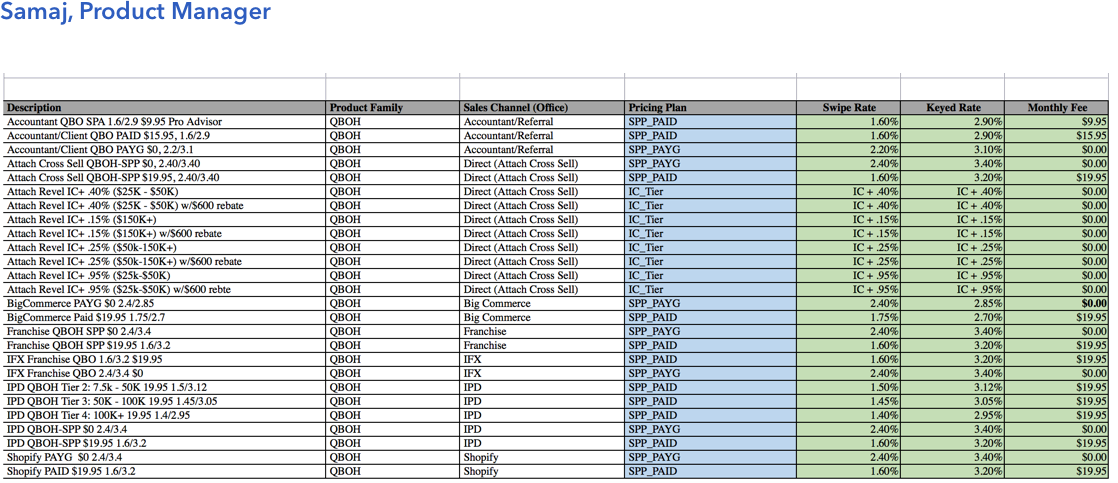 Samaj, Product Manager
Description Product Family Sales Channel (Office) Pricing Plan Swipe Rate Keyed Rate Monthly Fee
Accountant QBO SPA 1.6/2.9 $9.95 Pro Advisor QBOH Accountant/Referral SPP_PAID 1.60% 2.90% $9.95
Accountant/Client QBO PAID $15.95, 1.6/2.9 QBOH Accountant/Referral SPP_PAID 1.60% 2.90% $15.95
Accountant/Client QBO PAYG $0, 2.2/3.1 QBOH Accountant/Referral SPP_PAYG 2.20% 3.10% $0.00
Attach Cross Sell QBOH-SPP $0, 2.40/3.40 QBOH Direct (Attach Cross Sell) SPP_PAYG 2.40% 3.40% $0.00
Attach Cross Sell QBOH-SPP $19.95, 2.40/3.40 QBOH Direct (Attach Cross Sell) SPP_PAID 1.60% 3.20% $19.95
Attach Revel IC+ .40% ($25K - $50K) QBOH Direct (Attach Cross Sell) IC_Tier IC + .40% IC + .40% $0.00
Attach Revel IC+ .40% ($25K - $50K) w/$600 rebate QBOH Direct (Attach Cross Sell) IC_Tier IC + .40% IC + .40% $0.00
Attach Revel IC+ .15% ($150K+) QBOH Direct (Attach Cross Sell) IC_Tier IC + .15% IC + .15% $0.00
Attach Revel IC+ .15% ($150K+) w/$600 rebate QBOH Direct (Attach Cross Sell) IC_Tier IC + .15% IC + .15% $0.00
Attach Revel IC+ .25% ($50k-150K+) QBOH Direct (Attach Cross Sell) IC_Tier IC + .25% IC + .25% $0.00
Attach Revel IC+ .25% ($50k-150K+) w/$600 rebate QBOH Direct (Attach Cross Sell) IC_Tier IC + .25% IC + .25% $0.00
Attach Revel IC+ .95% ($25k-$50K) QBOH Direct (Attach Cross Sell) IC_Tier IC + .95% IC + .95% $0.00
Attach Revel IC+ .95% ($25k-$50K) w/$600 rebte QBOH Direct (Attach Cross Sell) IC_Tier IC + .95% IC + .95% $0.00
BigCommerce PAYG $0 2.4/2.85 QBOH Big Commerce SPP_PAYG 2.40% 2.85% $0.00
BigCommerce Paid $19.95 1.75/2.7 QBOH Big Commerce SPP_PAID 1.75% 2.70% $19.95
Franchise QBOH SPP $0 2.4/3.4 QBOH Franchise SPP_PAYG 2.40% 3.40% $0.00
Franchise QBOH SPP $19.95 1.6/3.2 QBOH Franchise SPP_PAID 1.60% 3.20% $19.95
IFX Franchise QBO 1.6/3.2 $19.95 QBOH IFX SPP_PAID 1.60% 3.20% $19.95
IFX Franchise QBO 2.4/3.4 $0 QBOH IFX SPP_PAYG 2.40% 3.40% $0.00
IPD QBOH Tier 2: 7.5k - 50K 19.95 1.5/3.12 QBOH IPD SPP_PAID 1.50% 3.12% $19.95
IPD QBOH Tier 3: 50K - 100K 19.95 1.45/3.05 QBOH IPD SPP_PAID 1.45% 3.05% $19.95
IPD QBOH Tier 4: 100K+ 19.95 1.4/2.95 QBOH IPD SPP_PAID 1.40% 2.95% $19.95
IPD QBOH-SPP $0 2.4/3.4 QBOH IPD SPP_PAYG 2.40% 3.40% $0.00
IPD QBOH-SPP $19.95 1.6/3.2 QBOH IPD SPP_PAID 1.60% 3.20% $19.95
Shopify PAYG $0 2.4/3.4 QBOH Shopify SPP_PAYG 2.40% 3.40% $0.00
Shopify PAID $19.95 1.6/3.2 QBOH Shopify SPP_PAID 1.60% 3.20% $19.95